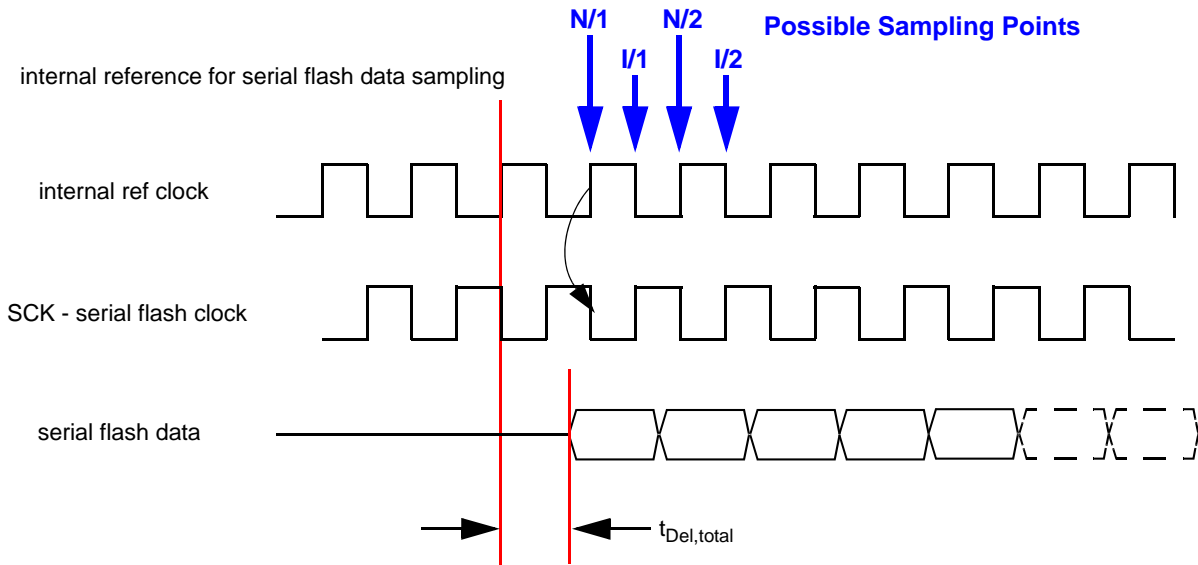 N/1 N/2 Possible Sampling Points
I/1 I/2
internal reference for serial flash data sampling
internal ref clock
SCK - serial flash clock
serial flash data
tDel,total